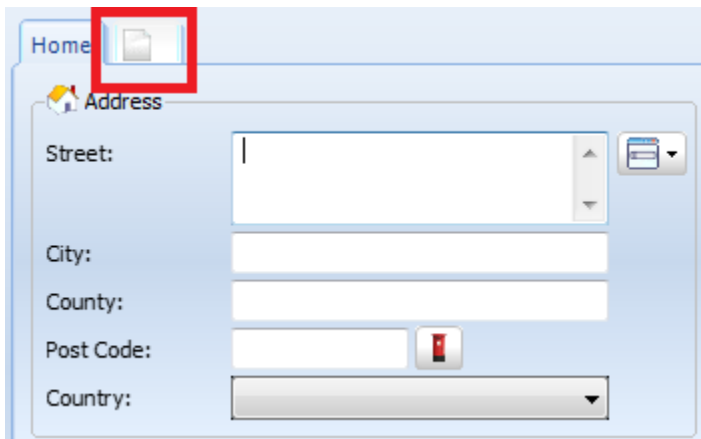 Home
Address
Street:
City:
County:
Post Code:
Country: